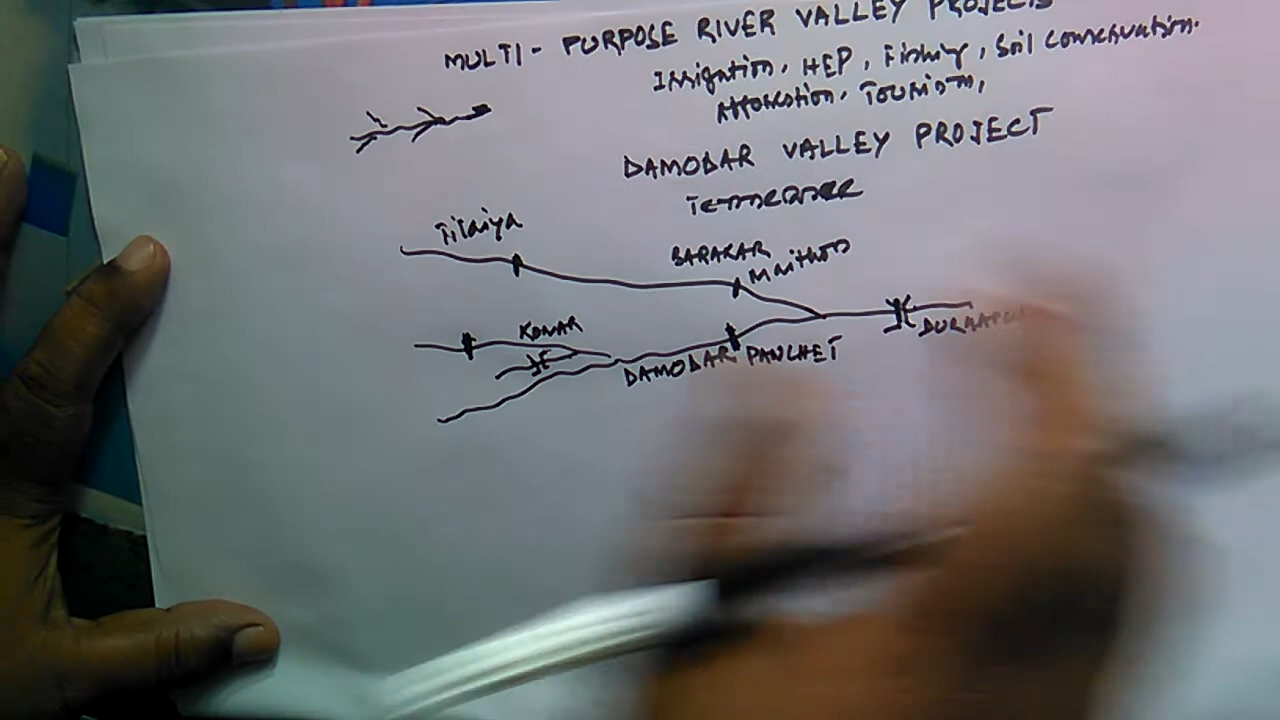 MULTI-PURPOSE RIVER VALLEY PROJECTS
Irrigation, HEP, Fishing, Soil conservation.
Tourism,
DAMODAR VALLEY PROJECT
Tilaiya
BARAKAR
Maithon
KONAR
DAMODAR PANCHET